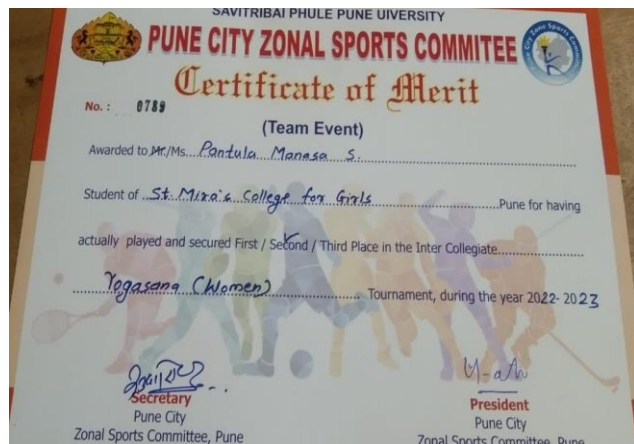 SAVITRIBAI PHULE PUNE UIVERSITY
PUNE CITY ZONAL SPORTS COMMITEE
Certificate of Merit
No. : 0789
(Team Event)
Awarded to Mr./Ms. Pantula Manasa S.
Student of St. Mira's College for Girls Pune for having
actually played and secured First / Second / Third Place in the Inter Collegiate
Yogasana (Women) Tournament, during the year 2022-2023
Secretary President
Pune City Pune City
Zonal Sports Committee, Pune Zonal Sports Committee, Pune